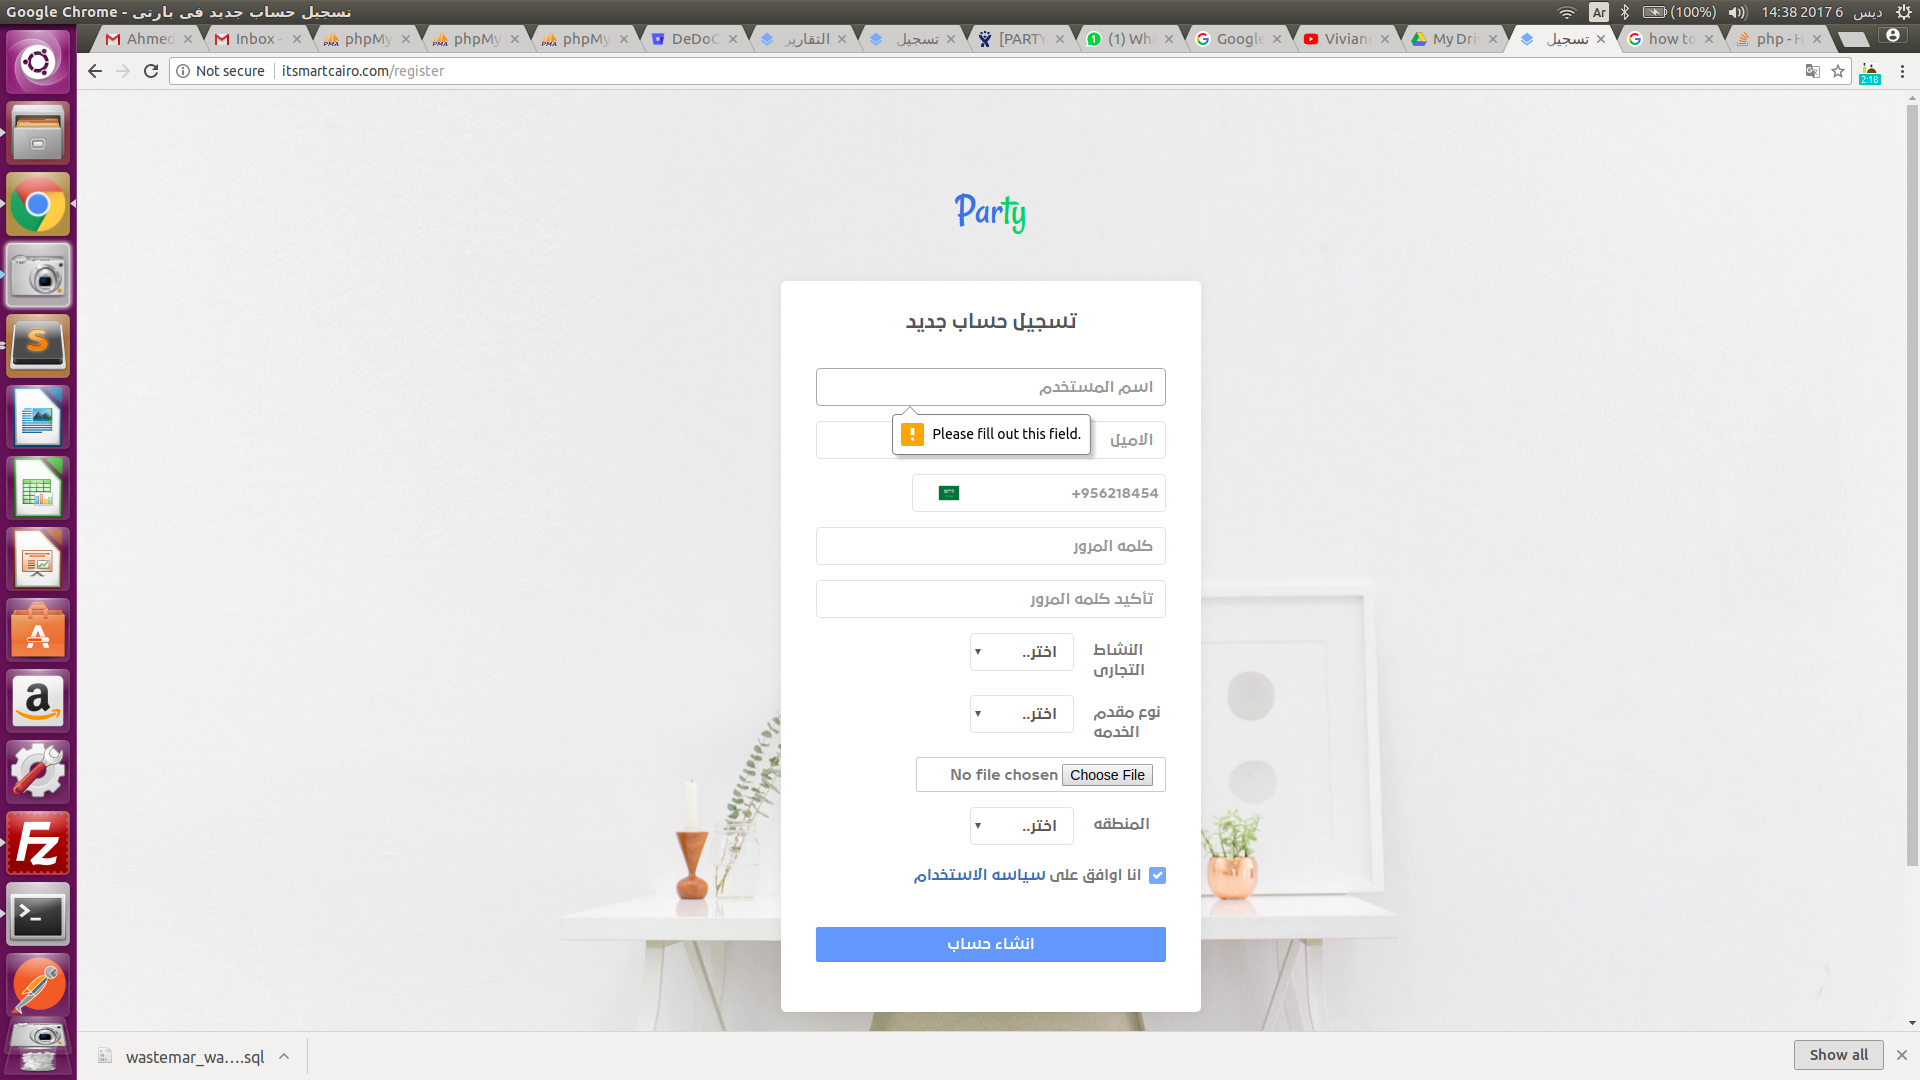 تسجيل حساب جديد فى بارتى - Google Chrome
Ar (100%) 14:38 2017 6 ديس
Ahmed
Inbox -
phpMy
phpMy
phpMy
DeDoC
التقارير
تسجيل
[PARTY
(1) Wha
Google
Vivian
My Dri
تسجيل
how to
php - H
Not secure itsmartcairo.com/register
2:18
Party
تسجيل حساب جديد
اسم المستخدم
Please fill out this field.
الاميل
+956218454
كلمه المرور
تأكيد كلمه المرور
النشاط
التجارى
اختر..
نوع مقدم
الخدمه
اختر..
Choose File No file chosen
المنطقه
اختر..
انا اوافق على سياسه الاستخدام
انشاء حساب
wastemar_wa....sql
Show all